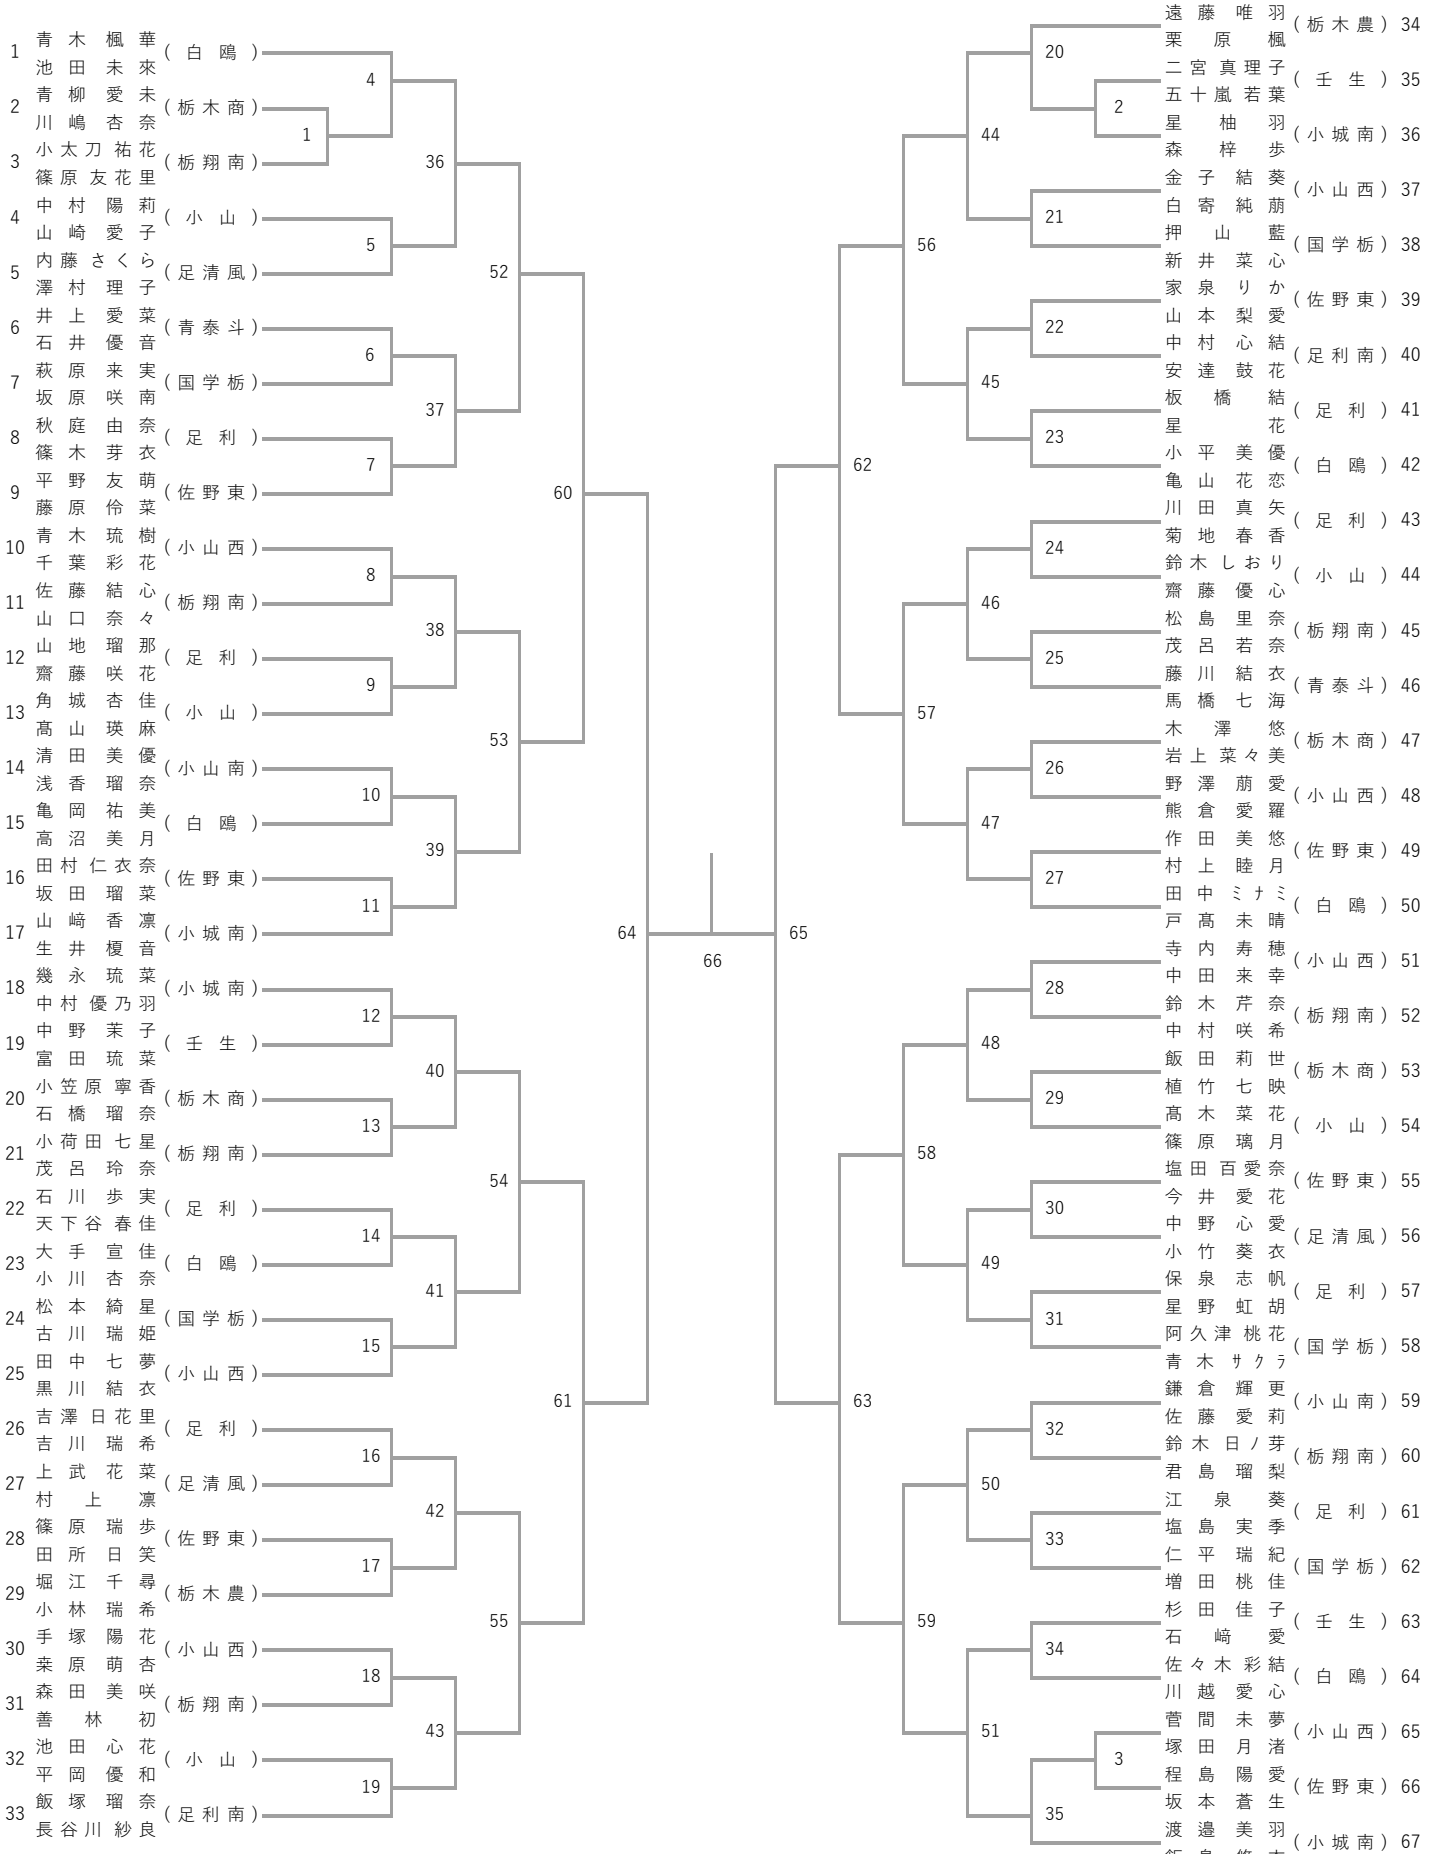 1 青木楓華 (白鴎)
池田未來
2 青柳愛未 (栃木商)
川嶋杏奈
3 小太刀祐花 (栃翔南)
篠原友花里
4 中村陽莉 (小山)
山崎愛子
5 内藤さくら (足清風)
澤村理子
6 井上愛菜 (青泰斗)
石井優音
7 萩原来実 (国学栃)
坂原咲南
8 秋庭由奈 (足利)
篠木芽衣
9 平野友萌 (佐野東)
藤原伶菜
10 青木琉樹 (小山西)
千葉彩花
11 佐藤結心 (栃翔南)
山口奈々
12 山地瑠那 (足利)
齋藤咲花
13 角城杏佳 (小山)
髙山瑛麻
14 清田美優 (小山南)
浅香瑠奈
15 亀岡祐美 (白鴎)
高沼美月
16 田村仁衣奈 (佐野東)
坂田瑠菜
17 山﨑香凛 (小城南)
生井榎音
18 幾永琉菜 (小城南)
中村優乃羽
19 中野茉子 (壬生)
富田琉菜
20 小笠原寧香 (栃木商)
石橋瑠奈
21 小荷田七星 (栃翔南)
茂呂玲奈
22 石川歩実 (足利)
天下谷春佳
23 大手宣佳 (白鴎)
小川杏奈
24 松本綺星 (国学栃)
古川瑞姫
25 田中七夢 (小山西)
黒川結衣
26 吉澤日花里 (足利)
吉川瑞希
27 上武花菜 (足清風)
村上凛
28 篠原瑞歩 (佐野東)
田所日笑
29 堀江千尋 (栃木農)
小林瑞希
30 手塚陽花 (小山西)
桒原萌杏
31 森田美咲 (栃翔南)
善林初
32 池田心花 (小山)
平岡優和
33 飯塚瑠奈 (足利南)
長谷川紗良
1
4
5
6
7
8
9
10
11
12
13
14
15
16
17
18
19
36
37
38
39
40
41
42
43
52
53
54
55
60
61
64
66
65
62
63
56
57
58
59
44
45
46
47
48
49
50
51
20
21
22
23
24
25
26
27
28
29
30
31
32
33
34
35
2
3
遠藤唯羽 (栃木農) 34
栗原楓
二宮真理子 (壬生) 35
五十嵐若葉
星柚羽 (小城南) 36
森梓歩
金子結葵 (小山西) 37
白寄純萠
押山藍 (国学栃) 38
新井菜心
家泉りか (佐野東) 39
山本梨愛
中村心結 (足利南) 40
安達鼓花
板橋結 (足利) 41
星花
小平美優 (白鴎) 42
亀山花恋
川田真矢 (足利) 43
菊地春香
鈴木しおり (小山) 44
齋藤優心
松島里奈 (栃翔南) 45
茂呂若奈
藤川結衣 (青泰斗) 46
馬橋七海
木澤悠 (栃木商) 47
岩上菜々美
野澤萠愛 (小山西) 48
熊倉愛羅
作田美悠 (佐野東) 49
村上睦月
田中ミナミ (白鴎) 50
戸髙未晴
寺内寿穂 (小山西) 51
中田来幸
鈴木芹奈 (栃翔南) 52
中村咲希
飯田莉世 (栃木商) 53
植竹七映
髙木菜花 (小山) 54
篠原璃月
塩田百愛奈 (佐野東) 55
今井愛花
中野心愛 (足清風) 56
小竹葵衣
保泉志帆 (足利) 57
星野虹胡
阿久津桃花 (国学栃) 58
青木サクラ
鎌倉輝更 (小山南) 59
佐藤愛莉
鈴木日ノ芽 (栃翔南) 60
君島瑠梨
江泉葵 (足利) 61
塩島実季
仁平瑞紀 (国学栃) 62
増田桃佳
杉田佳子 (壬生) 63
石﨑愛
佐々木彩結 (白鴎) 64
川越愛心
菅間未夢 (小山西) 65
塚田月渚
程島陽愛 (佐野東) 66
坂本蒼生
渡邉美羽 (小城南) 67